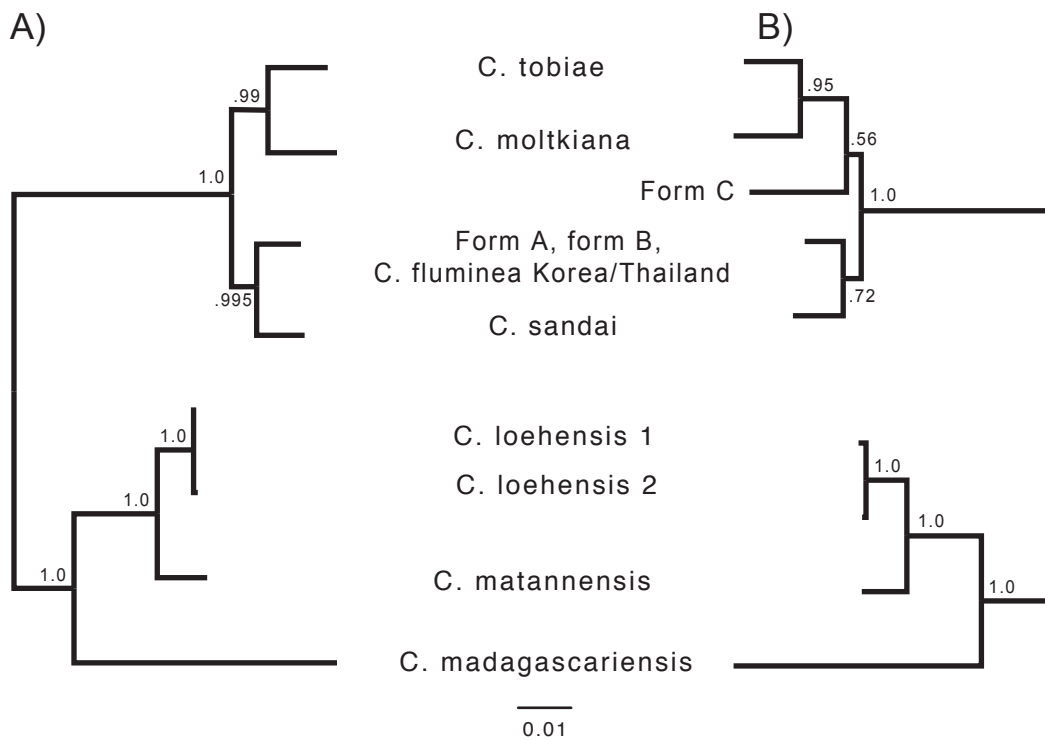 A)
B)
C. tobiae
.99
.95
C. moltkiana
.56
1.0
Form C
1.0
Form A, form B,
C. fluminea Korea/Thailand
.995
.72
C. sandai
1.0
C. loehensis 1
1.0
C. loehensis 2
1.0
1.0
1.0
C. matannensis
1.0
C. madagascariensis
0.01